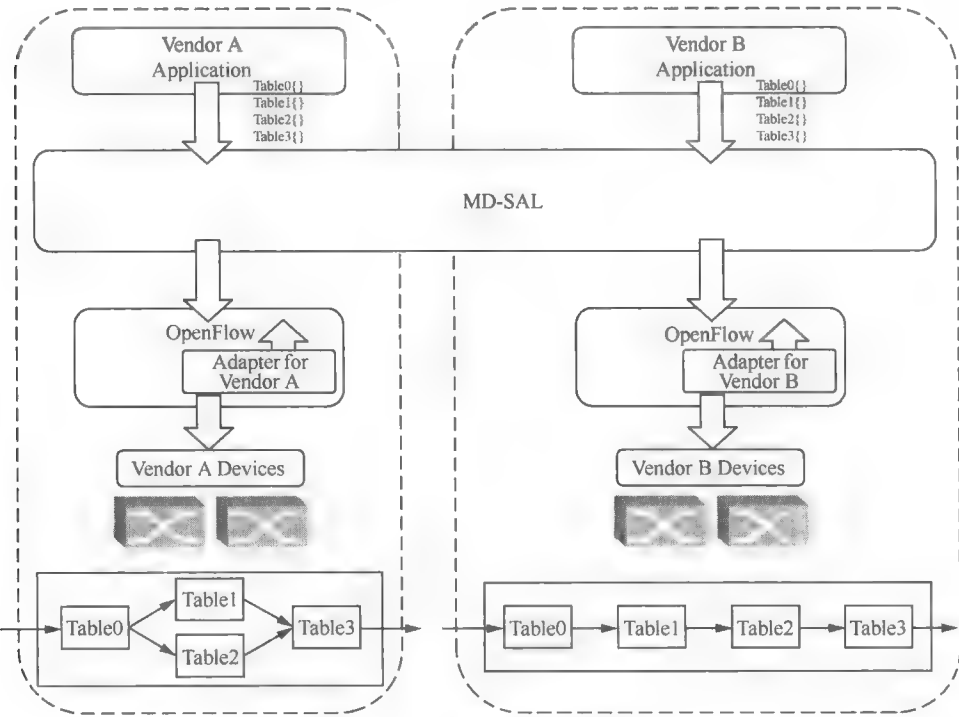 Vendor A
Application
Table0{}
Table1{}
Table2{}
Table3{}
Vendor B
Application
Table0{}
Table1{}
Table2{}
Table3{}
MD-SAL
OpenFlow
Adapter for
Vendor A
OpenFlow
Adapter for
Vendor B
Vendor A Devices
Vendor B Devices
Table0
Table1
Table2
Table3
Table0
Table1
Table2
Table3